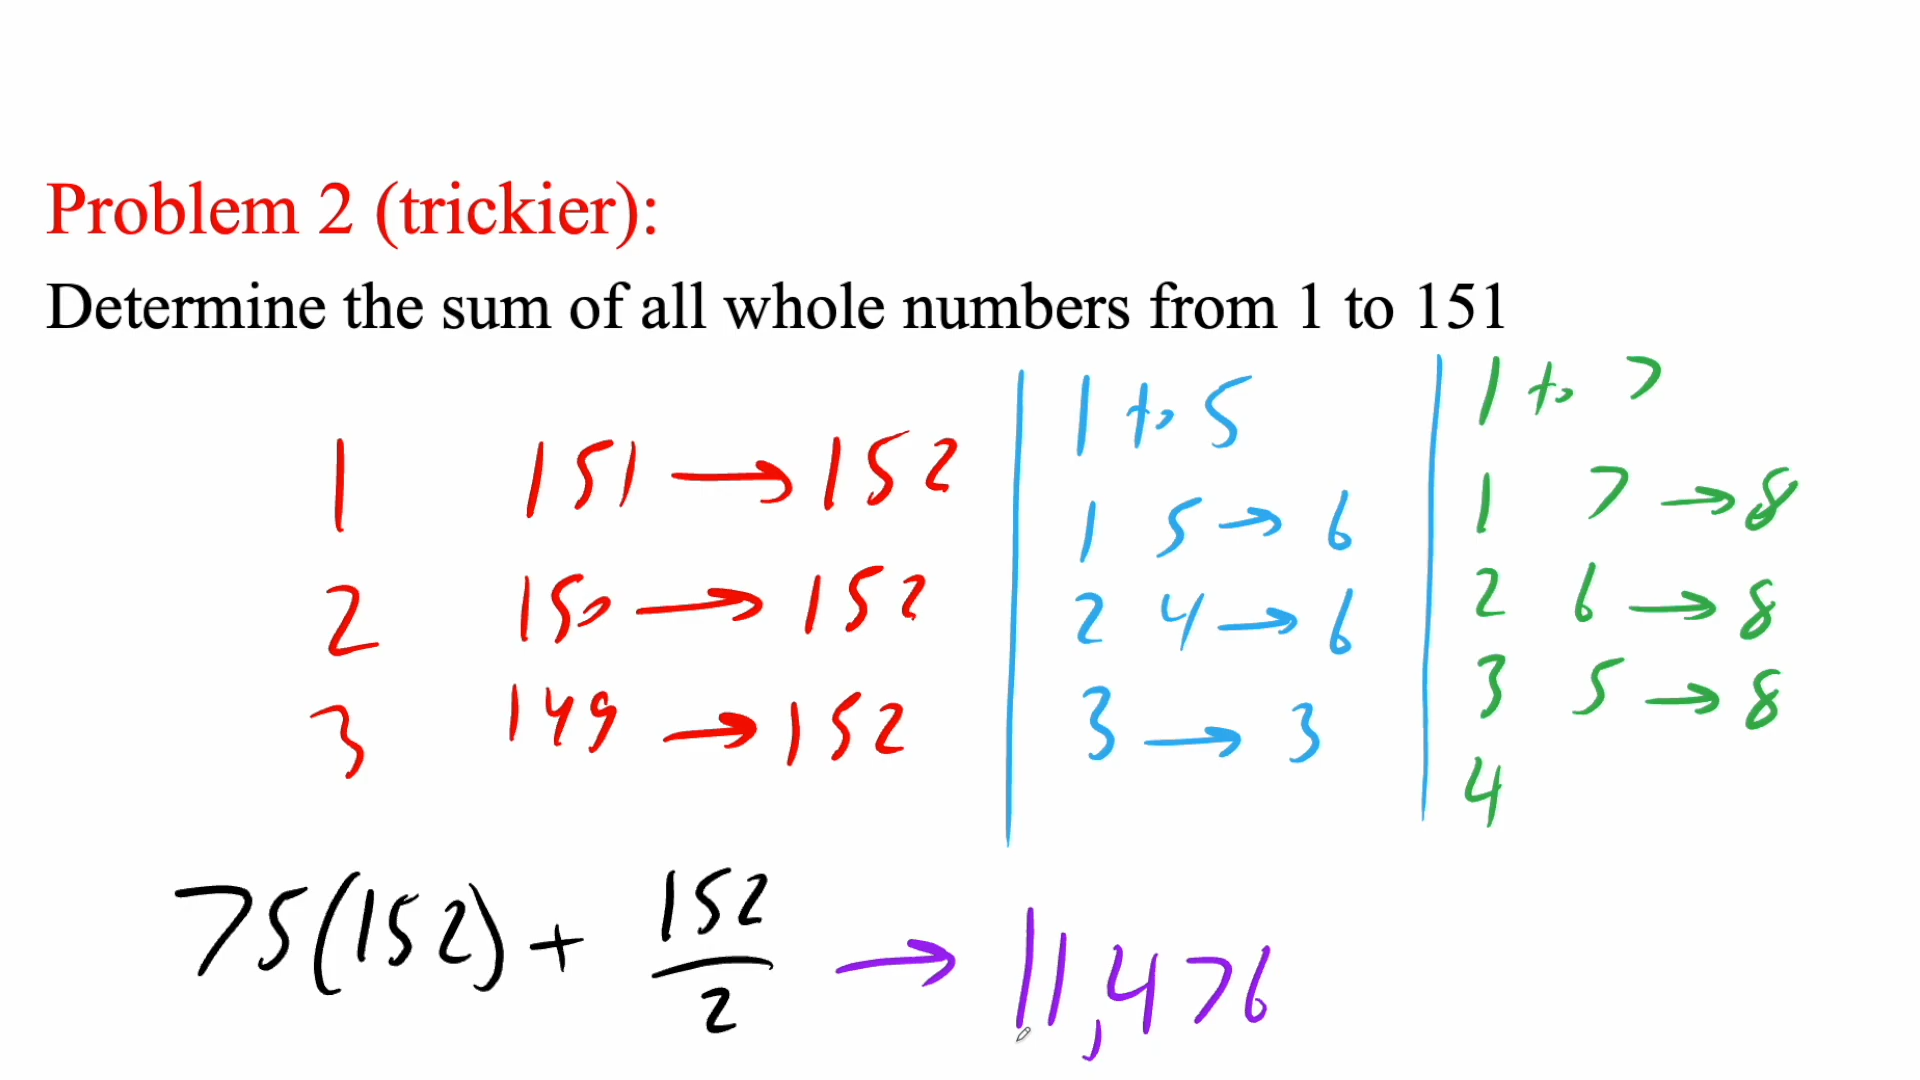 Problem 2 (trickier):
Determine the sum of all whole numbers from 1 to 151
1 151 → 152
2 150 → 152
3 149 → 152
1 to 5
1 5 → 6
2 4 → 6
3 → 3
1 to 7
1 7 → 8
2 6 → 8
3 5 → 8
4
75(152) + 152/2 → 11,476